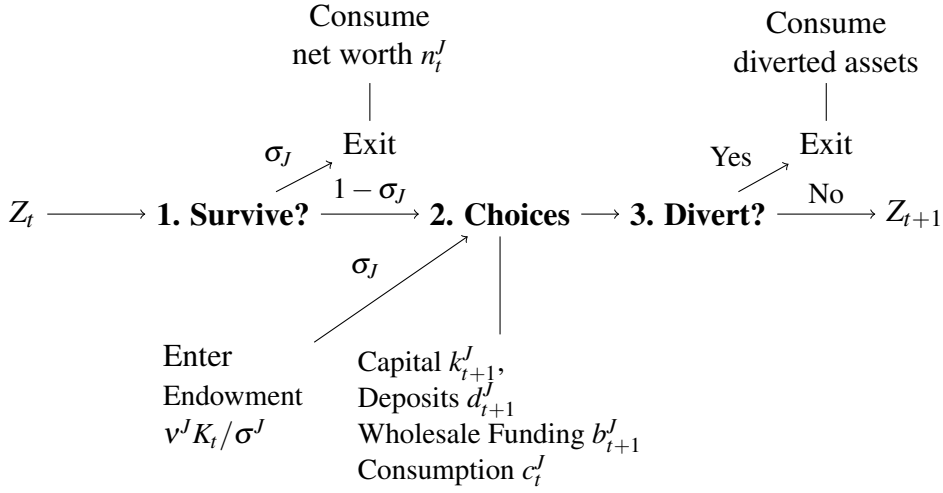 Consume
net worth $n_t^J$
Consume
diverted assets
Exit
Exit
$\sigma_J$
Yes
$Z_t$
1. Survive?
$1 - \sigma_J$
2. Choices
3. Divert?
No
$Z_{t+1}$
$\sigma_J$
Enter
Endowment
$\nu^J K_t / \sigma^J$
Capital $k_{t+1}^J$,
Deposits $d_{t+1}^J$
Wholesale Funding $b_{t+1}^J$
Consumption $c_t^J$